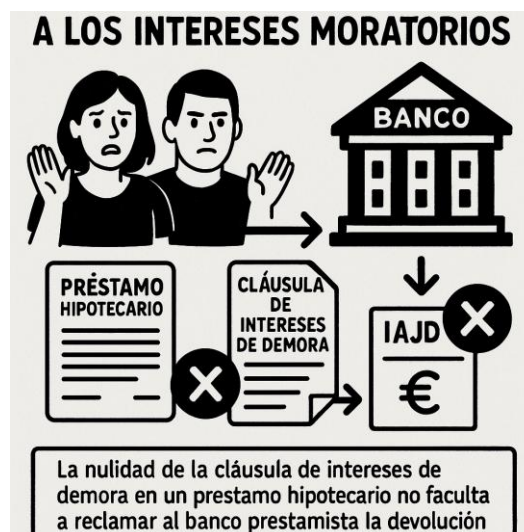 A LOS INTERESES MORATORIOS
BANCO
PRÉSTAMO
HIPOTECARIO
CLÁUSULA
DE
INTERESES
DE DEMORA
IAJD
€
La nulidad de la cláusula de intereses de
demora en un prestamo hipotecario no faculta
a reclamar al banco prestamista la devolución